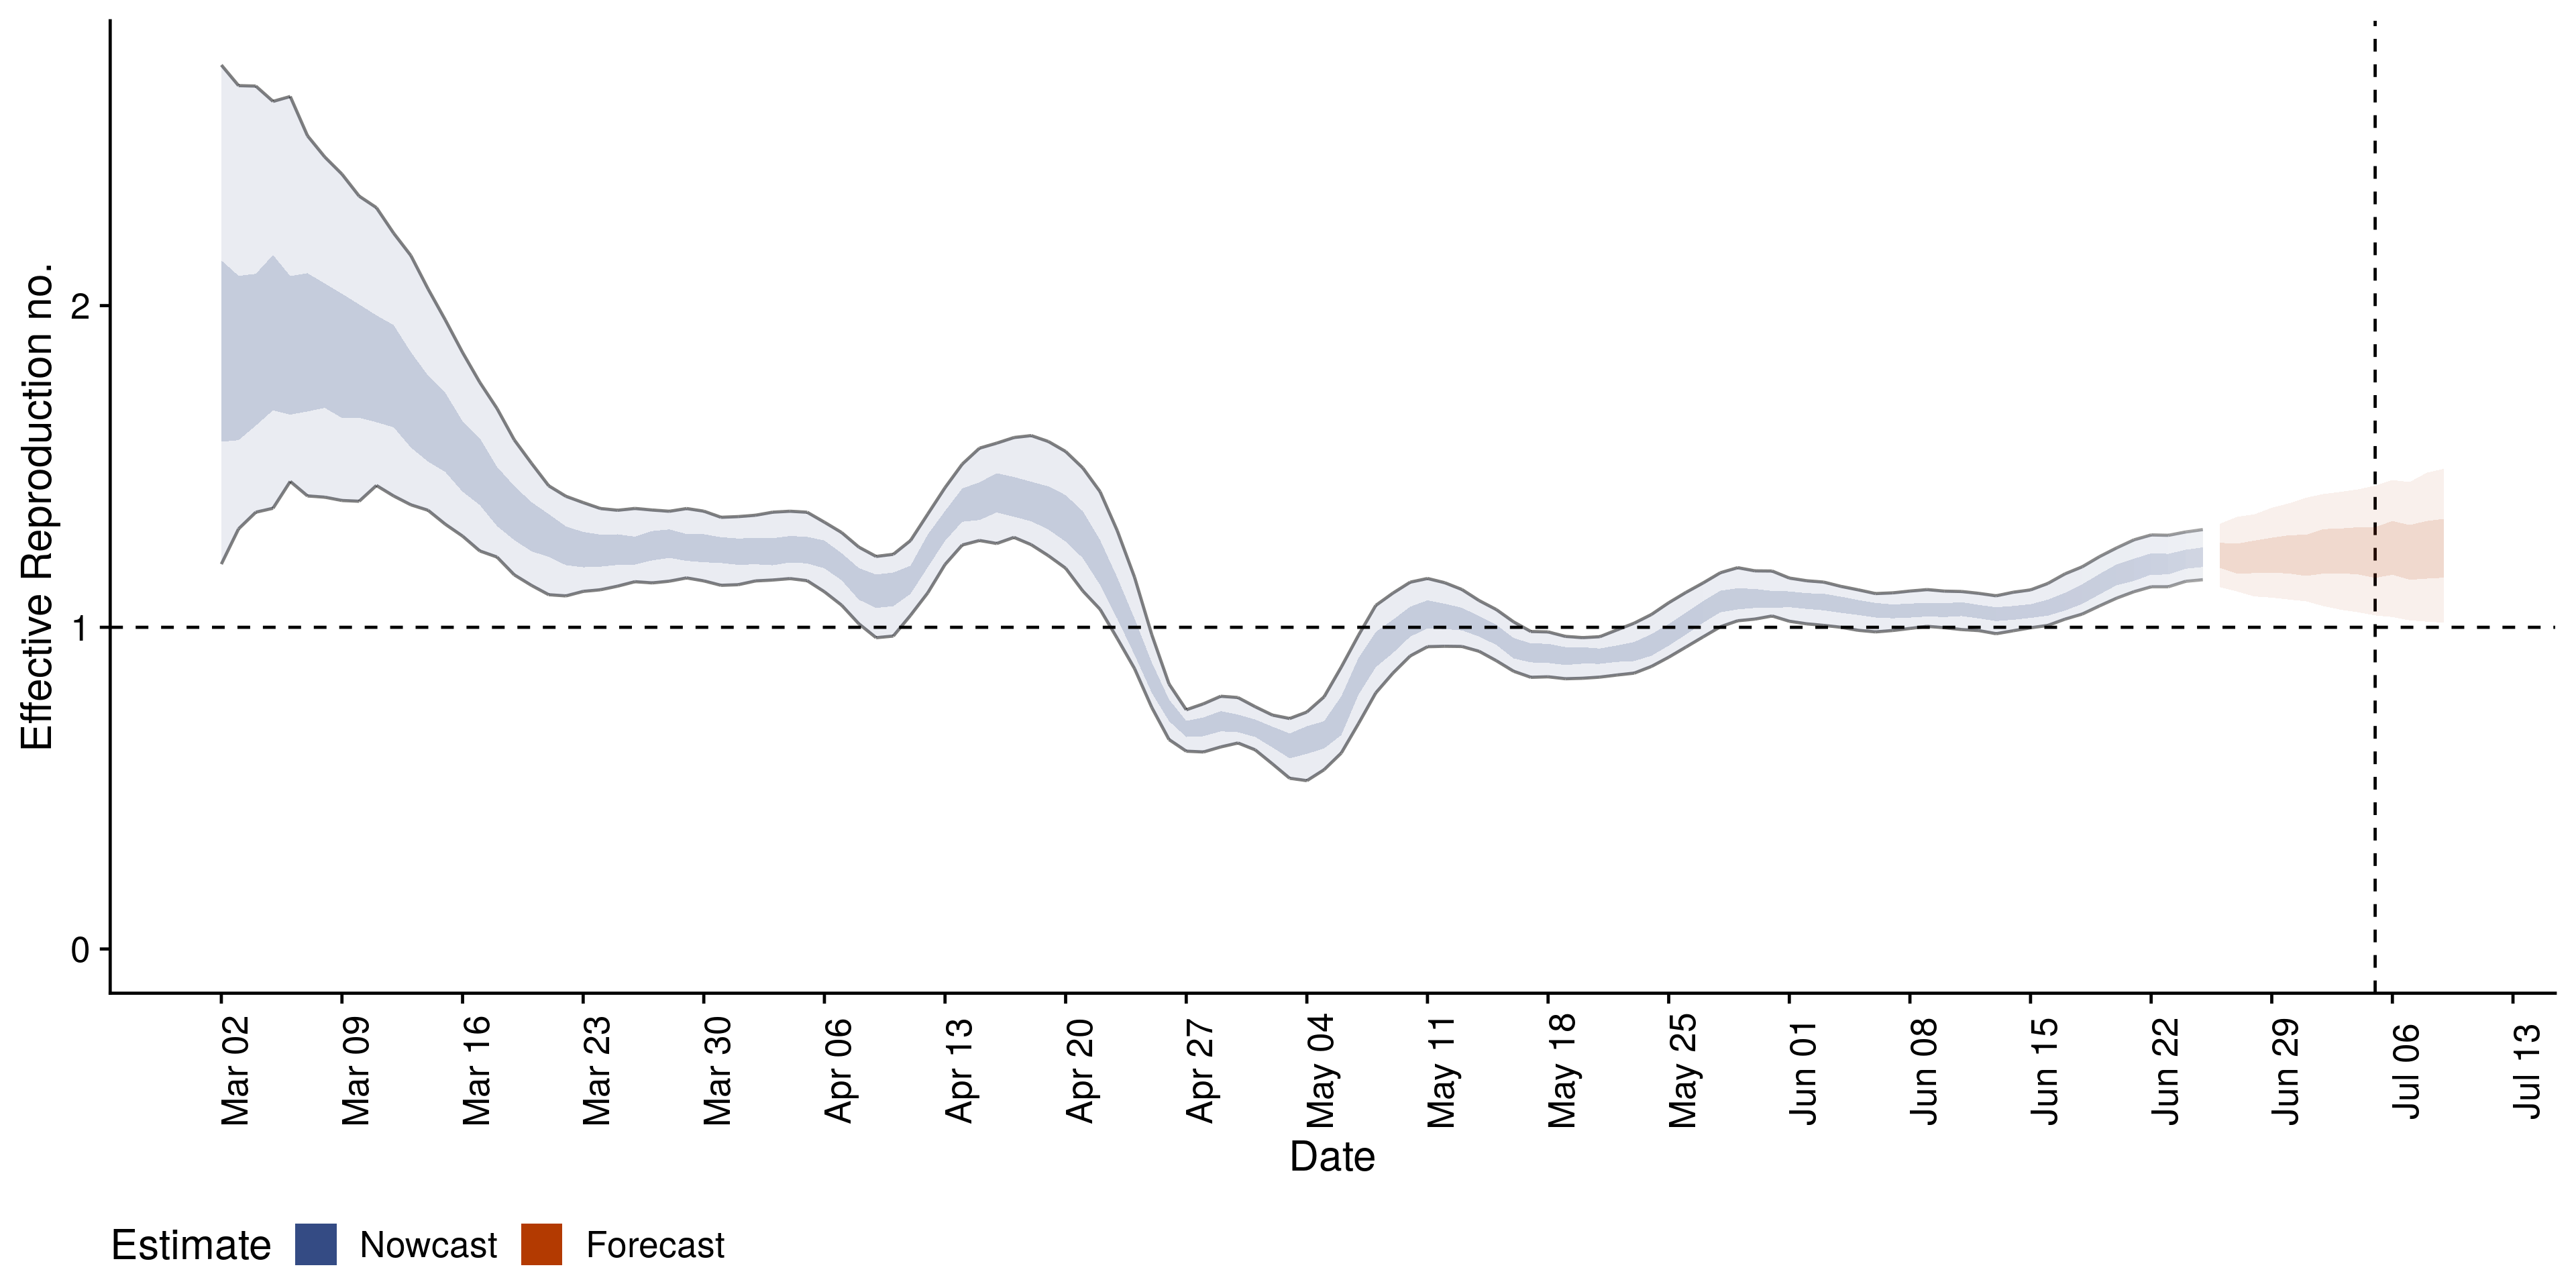 Effective Reproduction no.
2
1
0
Mar 02
Mar 09
Mar 16
Mar 23
Mar 30
Apr 06
Apr 13
Apr 20
Apr 27
May 04
May 11
May 18
May 25
Jun 01
Jun 08
Jun 15
Jun 22
Jun 29
Jul 06
Jul 13
Date
Estimate Nowcast Forecast